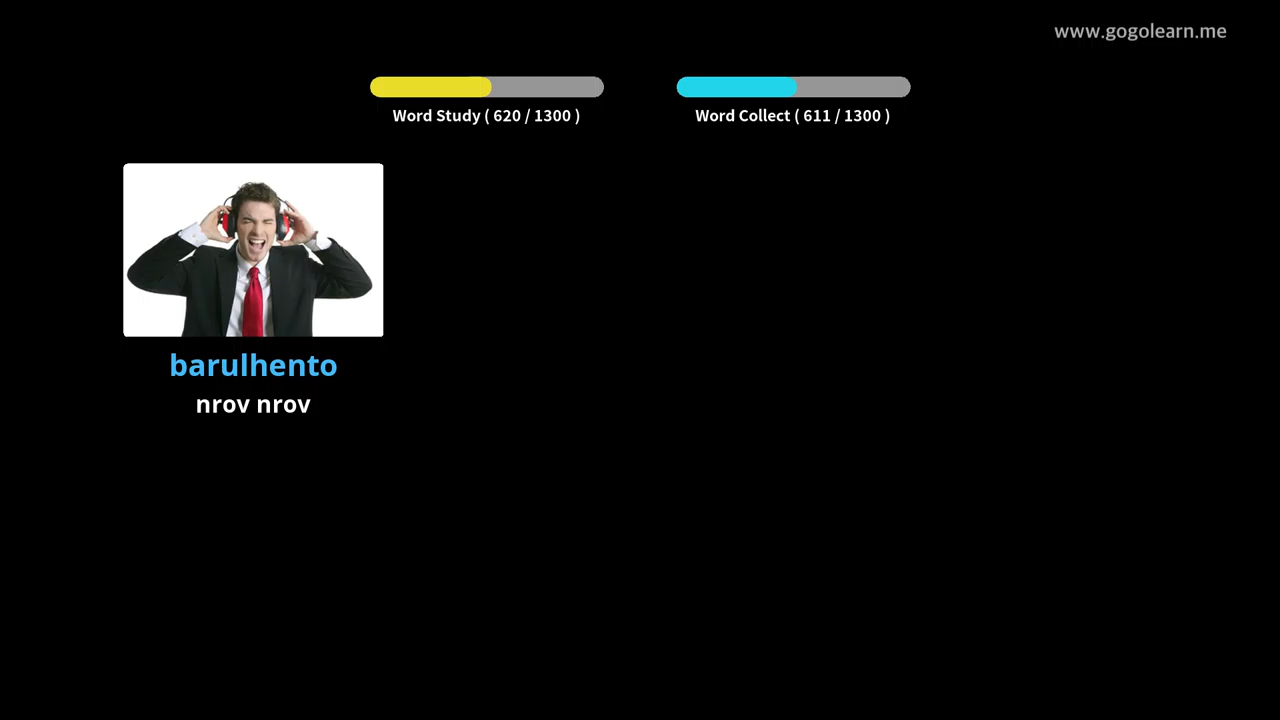 www.gogolearn.me
Word Study ( 620 / 1300 )
Word Collect ( 611 / 1300 )
barulhento
nrov nrov